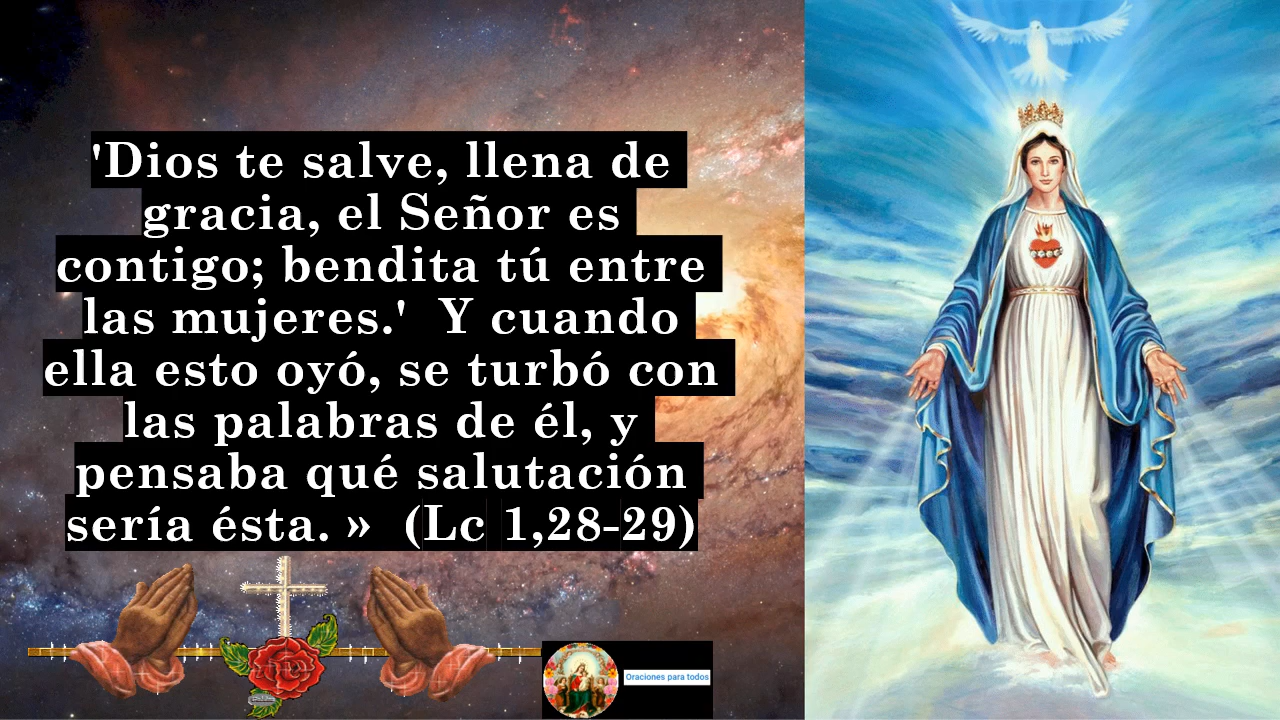 'Dios te salve, llena de
gracia, el Señor es
contigo; bendita tú entre
las mujeres.'  Y cuando
ella esto oyó, se turbó con
las palabras de él, y
pensaba qué salutación
sería ésta. »  (Lc 1,28-29)
Oraciones para todos